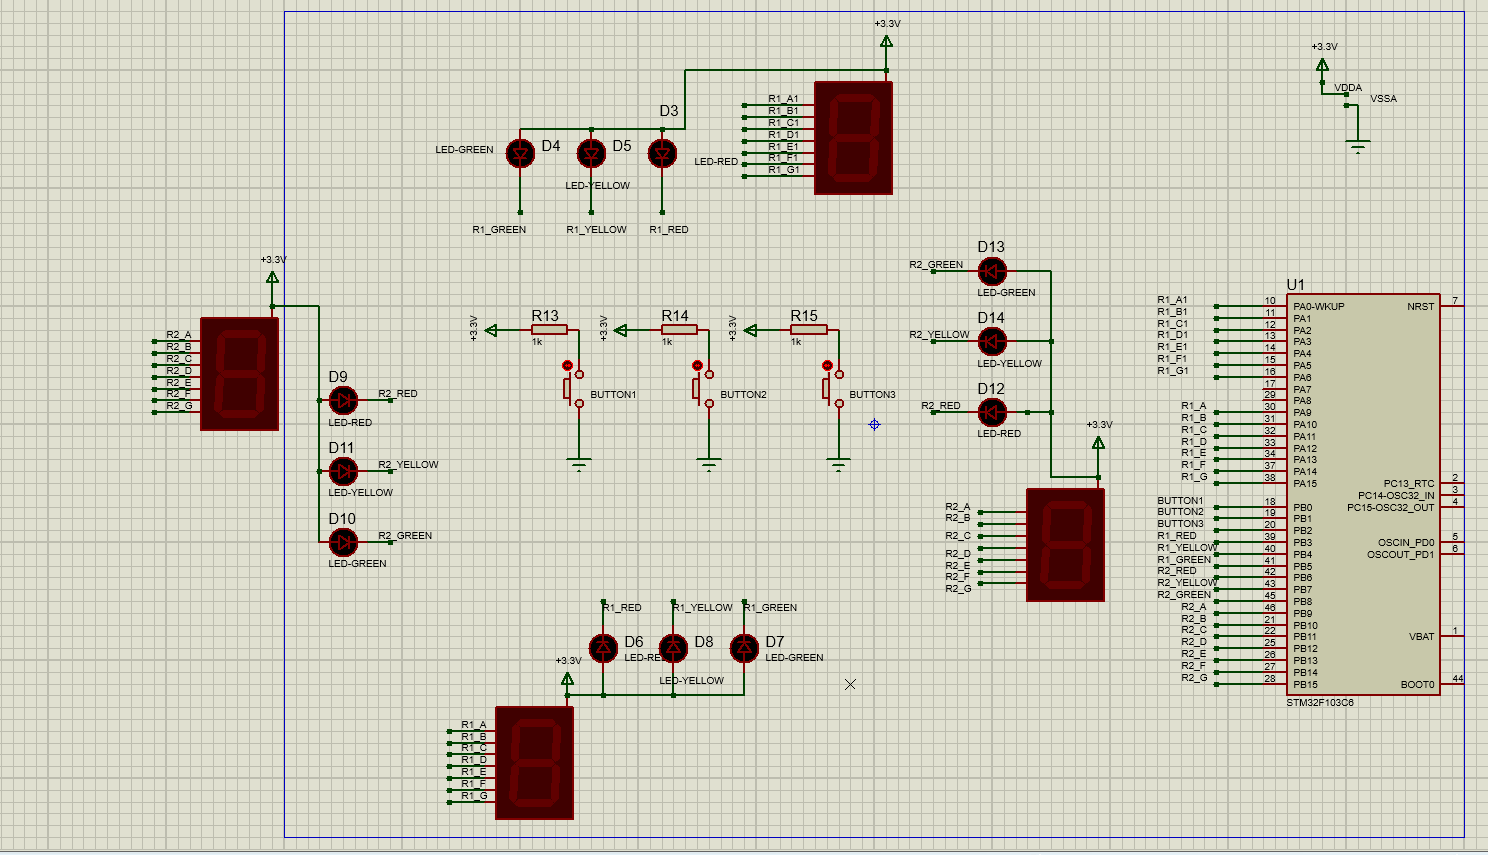 +3.3V
R1_A1
R1_B1
R1_C1
R1_D1
R1_E1
R1_F1
R1_G1
LED-RED
D3
LED-GREEN
D4
D5
LED-YELLOW
R1_GREEN
R1_YELLOW
R1_RED
+3.3V
VDDA
VSSA
+3.3V
R2_A
R2_B
R2_C
R2_D
R2_E
R2_F
R2_G
D9
R2_RED
LED-RED
D11
R2_YELLOW
LED-YELLOW
D10
R2_GREEN
LED-GREEN
+3.3V
R13
1k
BUTTON1
+3.3V
R14
1k
BUTTON2
+3.3V
R15
1k
BUTTON3
D13
R2_GREEN
LED-GREEN
D14
R2_YELLOW
LED-YELLOW
D12
R2_RED
LED-RED
+3.3V
R2_A
R2_B
R2_C
R2_D
R2_E
R2_F
R2_G
R1_RED
R1_YELLOW
R1_GREEN
D6
LED-RED
D8
LED-YELLOW
D7
LED-GREEN
+3.3V
R1_A
R1_B
R1_C
R1_D
R1_E
R1_F
R1_G
U1
R1_A1 10 PA0-WKUP NRST 7
R1_B1 11 PA1
R1_C1 12 PA2
R1_D1 13 PA3
R1_E1 14 PA4
R1_F1 15 PA5
R1_G1 16 PA6
17 PA7
29 PA8
R1_A 30 PA9
R1_B 31 PA10
R1_C 32 PA11
R1_D 33 PA12
R1_E 34 PA13
R1_F 37 PA14
R1_G 38 PA15 PC13_RTC 2
PC14-OSC32_IN 3
BUTTON1 18 PB0 PC15-OSC32_OUT 4
BUTTON2 19 PB1
BUTTON3 20 PB2
R1_RED 39 PB3 OSCIN_PD0 5
R1_YELLOW 40 PB4 OSCOUT_PD1 6
R1_GREEN 41 PB5
R2_RED 42 PB6
R2_YELLOW 43 PB7
R2_GREEN 45 PB8
R2_A 46 PB9
R2_B 21 PB10
R2_C 22 PB11 VBAT 1
R2_D 25 PB12
R2_E 26 PB13
R2_F 27 PB14
R2_G 28 PB15 BOOT0 44
STM32F103C6